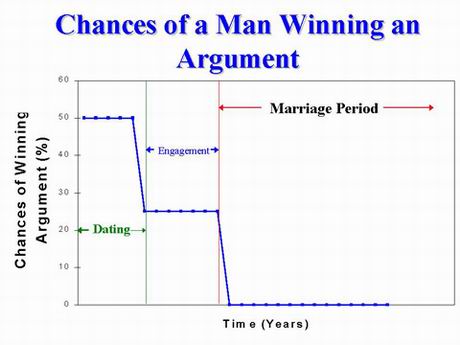 Chances of a Man Winning an
Argument
Chances of Winning
Argument (%)
60
50
40
30
20
10
0
Marriage Period
Engagement
Dating
Time (Years)